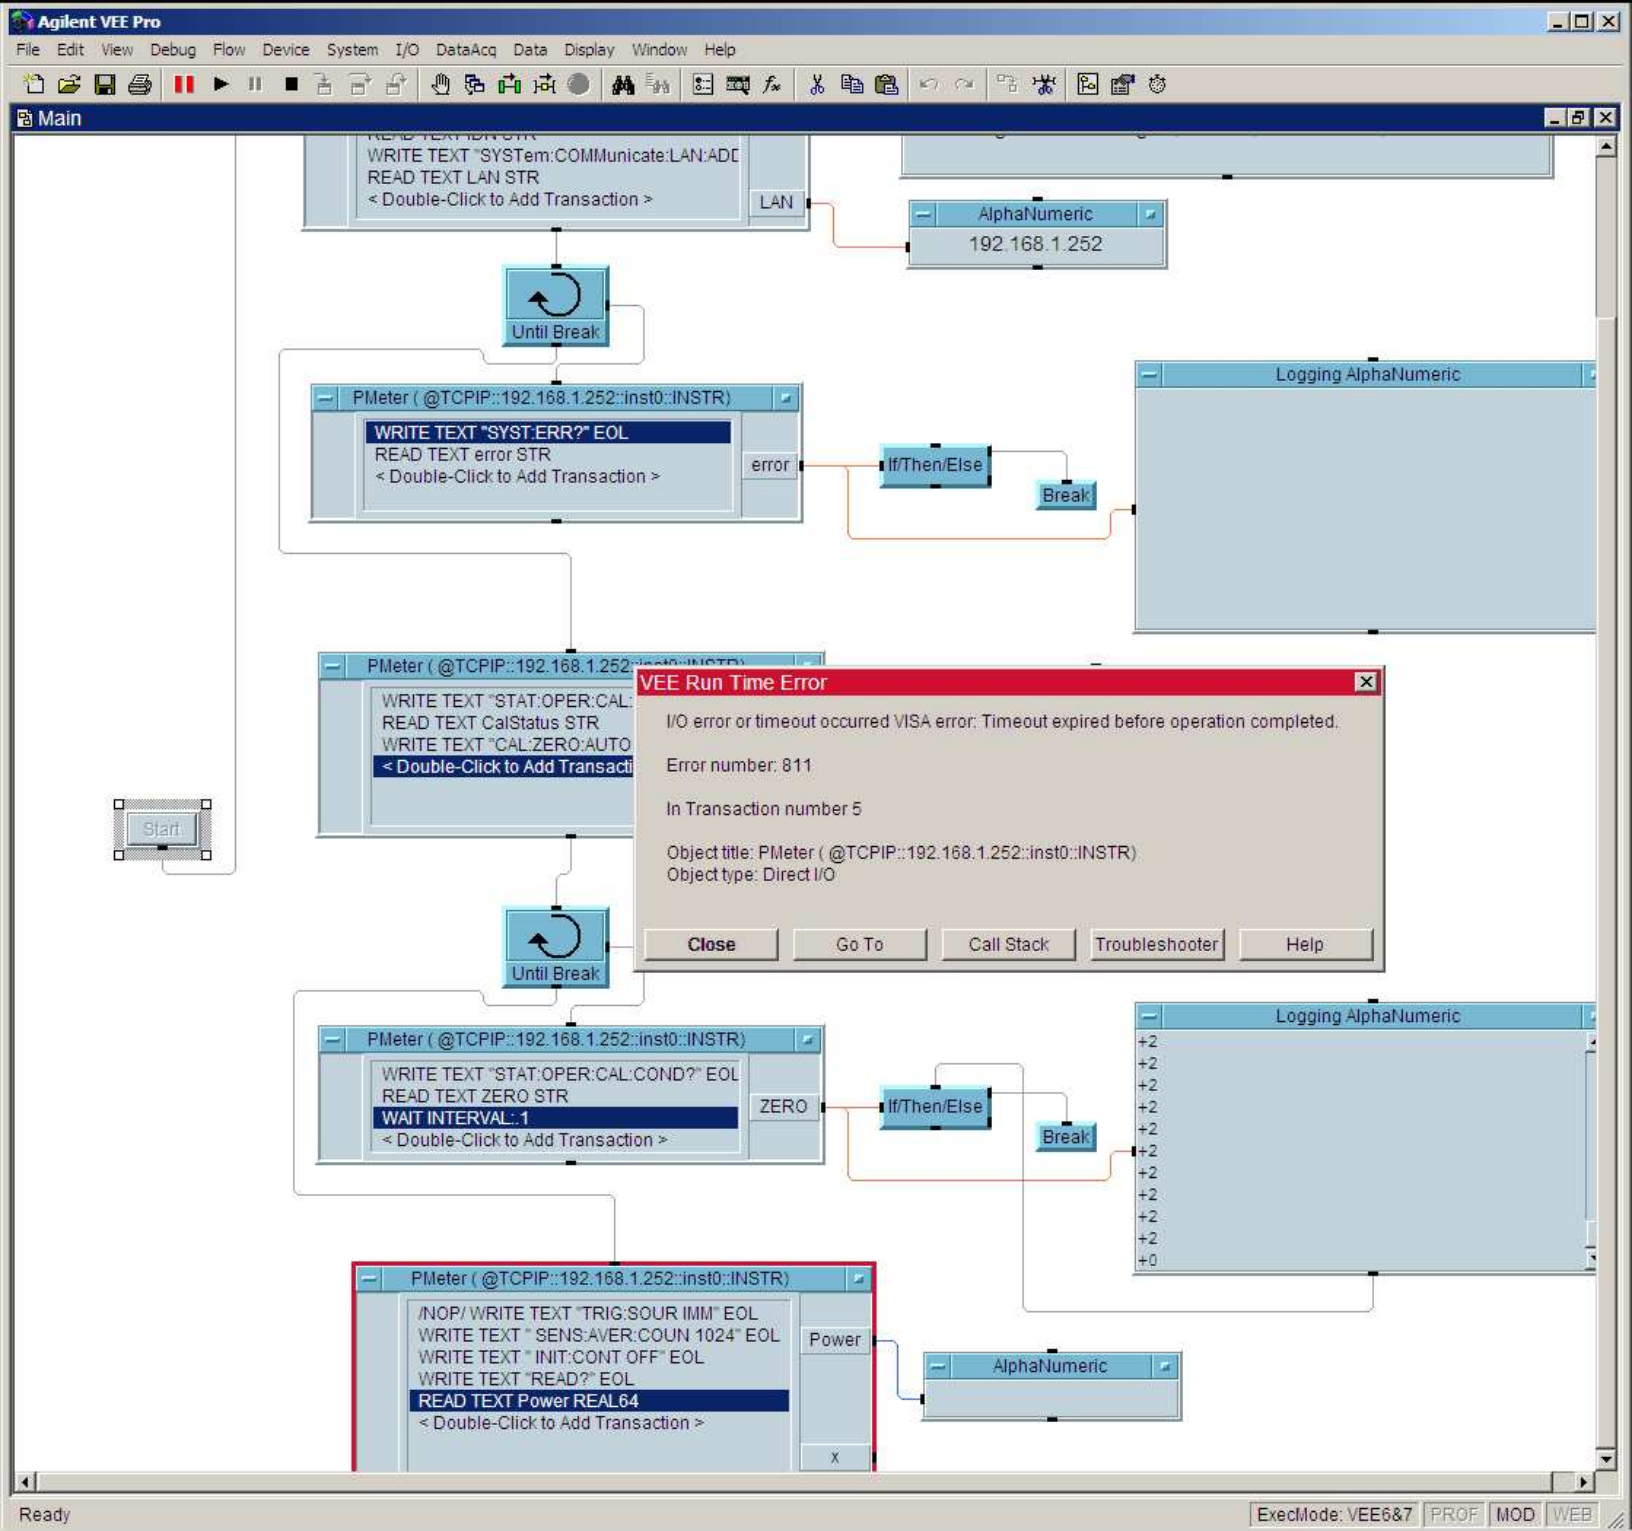 Agilent VEE Pro
File Edit View Debug Flow Device System I/O DataAcq Data Display Window Help
Main
WRITE TEXT "SYSTem:COMMunicate:LAN:ADD
READ TEXT LAN STR
< Double-Click to Add Transaction >
LAN
AlphaNumeric
192.168.1.252
Until Break
PMeter ( @TCPIP::192.168.1.252::inst0::INSTR)
WRITE TEXT "SYST:ERR?" EOL
READ TEXT error STR
< Double-Click to Add Transaction >
error
If/Then/Else
Break
Logging AlphaNumeric
PMeter ( @TCPIP::192.168.1.252::inst0::INSTR)
WRITE TEXT "STAT:OPER:CAL:
READ TEXT CalStatus STR
WRITE TEXT "CAL:ZERO:AUTO
< Double-Click to Add Transacti
VEE Run Time Error
I/O error or timeout occurred VISA error: Timeout expired before operation completed.
Error number: 811
In Transaction number 5
Object title: PMeter ( @TCPIP::192.168.1.252::inst0::INSTR)
Object type: Direct I/O
Close Go To Call Stack Troubleshooter Help
Start
Until Break
PMeter ( @TCPIP::192.168.1.252::inst0::INSTR)
WRITE TEXT "STAT:OPER:CAL:COND?" EOL
READ TEXT ZERO STR
WAIT INTERVAL:.1
< Double-Click to Add Transaction >
ZERO
If/Then/Else
Break
Logging AlphaNumeric
+2
+2
+2
+2
+2
+2
+2
+2
+2
+2
+0
PMeter ( @TCPIP::192.168.1.252::inst0::INSTR)
/NOP/ WRITE TEXT "TRIG:SOUR IMM" EOL
WRITE TEXT " SENS:AVER:COUN 1024" EOL
WRITE TEXT " INIT:CONT OFF" EOL
WRITE TEXT "READ?" EOL
READ TEXT Power REAL64
< Double-Click to Add Transaction >
Power
X
AlphaNumeric
Ready
ExecMode: VEE6&7 PROF MOD WEB